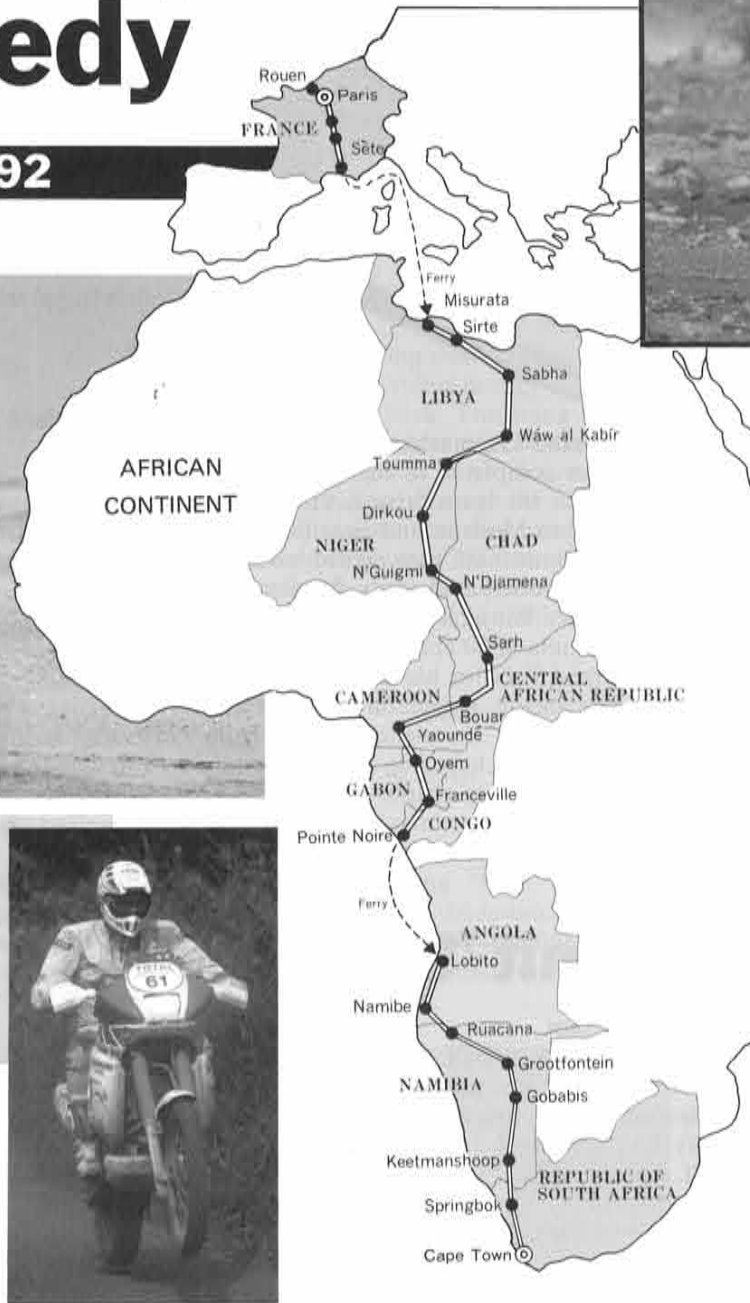 edy
92
Rouen
Paris
FRANCE
Sète
Ferry
Misurata
Sirte
Sabha
LIBYA
Wáw al Kabír
Toumma
AFRICAN
CONTINENT
Dirkou
NIGER
CHAD
N'Guigmi
N'Djamena
Sarh
CENTRAL
AFRICAN REPUBLIC
CAMEROON
Bouar
Yaoundé
Oyem
GABON
Franceville
CONGO
Pointe Noire
Ferry
ANGOLA
Lobito
Namibe
Ruacana
Grootfontein
NAMIBIA
Gobabis
Keetmanshoop
REPUBLIC OF
SOUTH AFRICA
Springbok
Cape Town
TOTAL
61